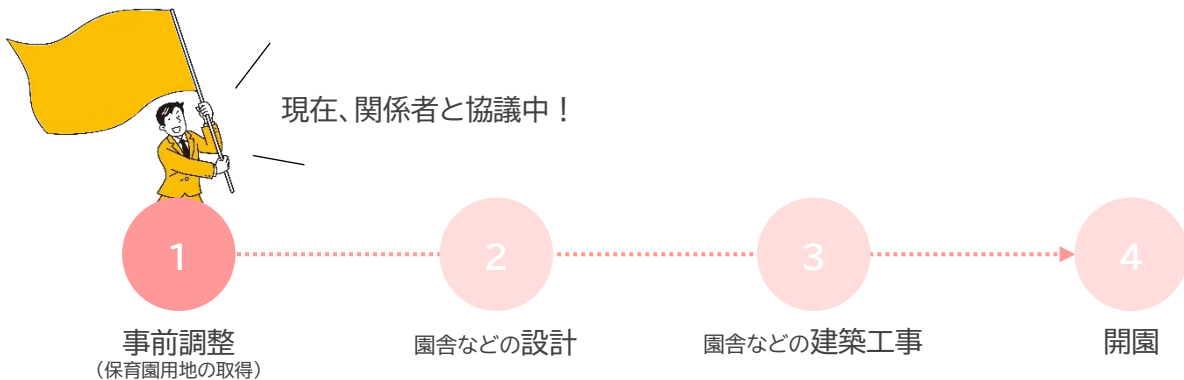 現在、関係者と協議中！
1
2
3
4
事前調整
（保育園用地の取得）
園舎などの設計
園舎などの建築工事
開園